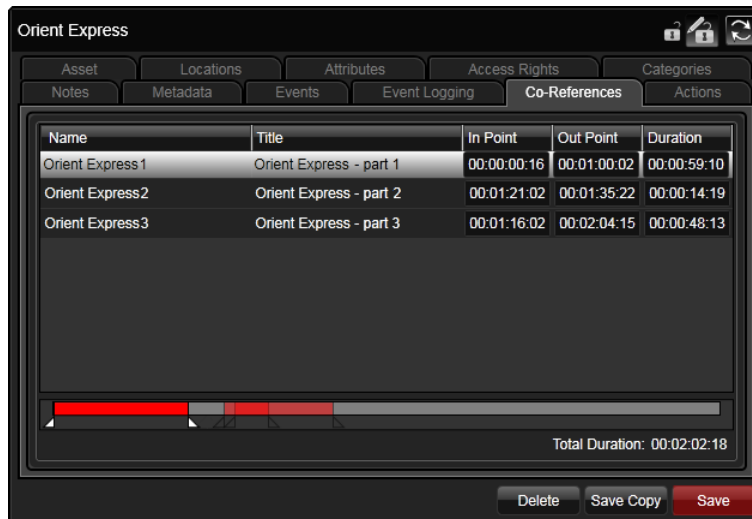 Orient Express
Asset Locations Attributes Access Rights Categories
Notes Metadata Events Event Logging Co-References Actions
Name Title In Point Out Point Duration
Orient Express1 Orient Express - part 1 00:00:00:16 00:01:00:02 00:00:59:10
Orient Express2 Orient Express - part 2 00:01:21:02 00:01:35:22 00:00:14:19
Orient Express3 Orient Express - part 3 00:01:16:02 00:02:04:15 00:00:48:13
Total Duration: 00:02:02:18
Delete Save Copy Save